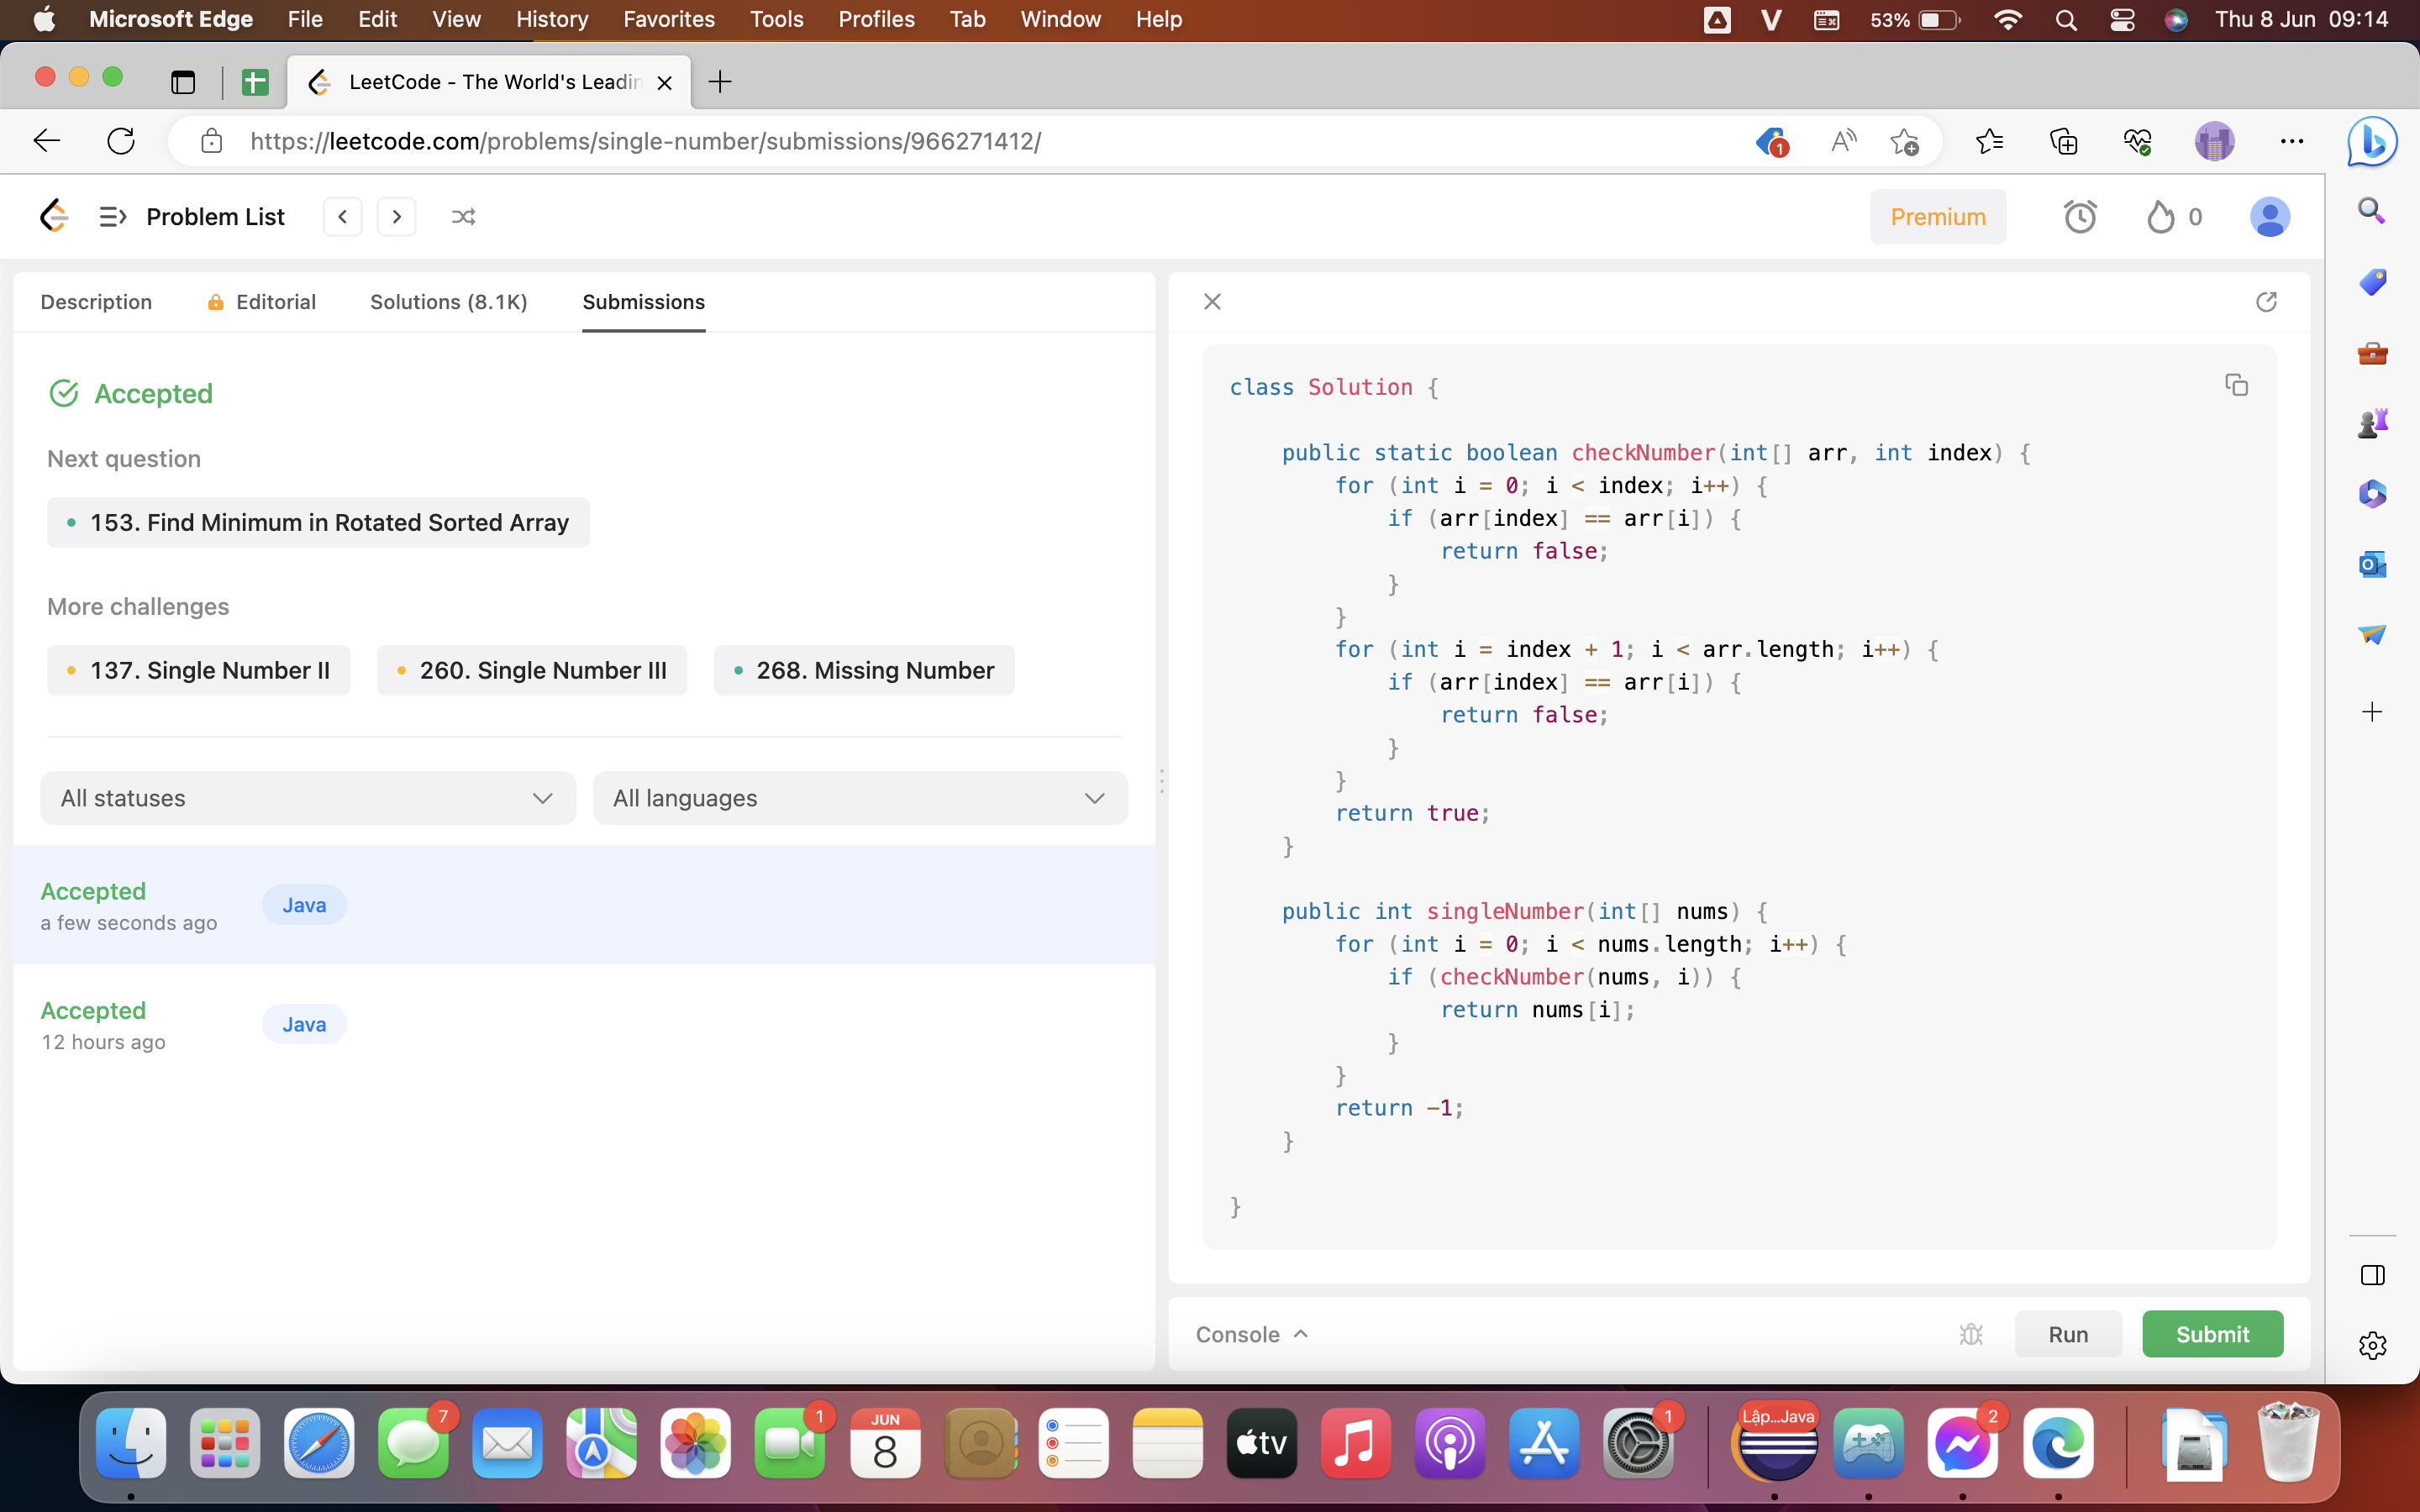 Microsoft Edge File Edit View History Favorites Tools Profiles Tab Window Help 53% Thu 8 Jun 09:14
LeetCode - The World's Leadin
https://leetcode.com/problems/single-number/submissions/966271412/ 1
Problem List Premium 0
Description Editorial Solutions (8.1K) Submissions
Accepted
Next question
153. Find Minimum in Rotated Sorted Array
More challenges
137. Single Number II 260. Single Number III 268. Missing Number
All statuses All languages
Accepted
a few seconds ago
Java
Accepted
12 hours ago
Java
class Solution {
public static boolean checkNumber(int[] arr, int index) {
for (int i = 0; i < index; i++) {
if (arr[index] == arr[i]) {
return false;
}
}
for (int i = index + 1; i < arr.length; i++) {
if (arr[index] == arr[i]) {
return false;
}
}
return true;
}
public int singleNumber(int[] nums) {
for (int i = 0; i < nums.length; i++) {
if (checkNumber(nums, i)) {
return nums[i];
}
}
return -1;
}
}
Console Run Submit
7 1 JUN 8 tv 1 Lập...Java 2